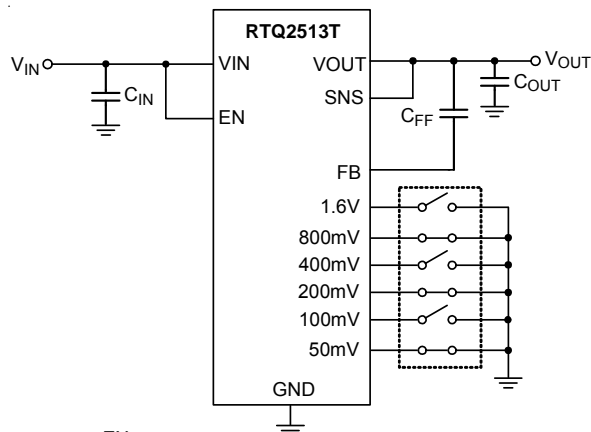 RTQ2513T
VIN
VIN
VOUT
VOUT
CIN
SNS
COUT
EN
CFF
FB
1.6V
800mV
400mV
200mV
100mV
50mV
GND